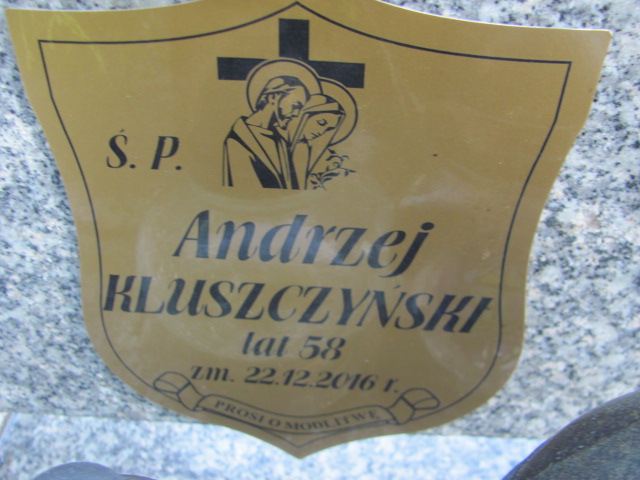 Ś. P.
Andrzej
KLUSZCZYŃSKI
lat 58
zm. 22.12.2016 r.
PROSI O MODLITWĘ